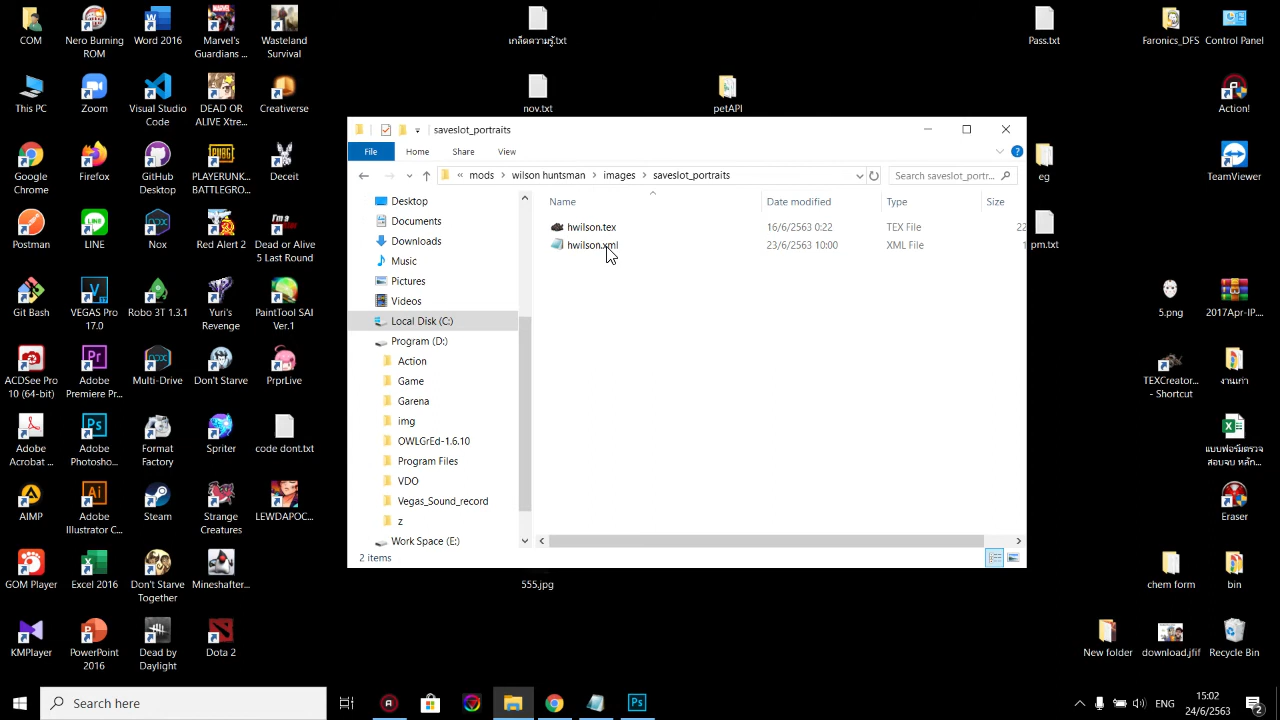 COM
Nero Burning
ROM
Word 2016
Marvel's
Guardians ...
Wasteland
Survival
เกล็ดความรู้.txt
Pass.txt
Faronics_DFS
Control Panel
This PC
Zoom
Visual Studio
Code
DEAD OR
ALIVE Xtre...
Creativerse
nov.txt
petAPI
Action!
saveslot_portraits
File
Home
Share
View
« mods > wilson huntsman > images > saveslot_portraits
Search saveslot_portr...
Google
Chrome
Firefox
GitHub
Desktop
PLAYERUNK...
BATTLEGRO...
Deceit
eg
TeamViewer
Name
Date modified
Type
Size
hwilson.tex
16/6/2563 0:22
TEX File
22
hwilson.xml
23/6/2563 10:00
XML File
1
Desktop
Documents
Downloads
Music
Pictures
Videos
Local Disk (C:)
Program (D:)
Action
Game
Garena
img
OWLGrEd-1.6.10
Program Files
VDO
Vegas_Sound_record
z
Work Space (E:)
2 items
Postman
LINE
Nox
Red Alert 2
Dead or Alive
5 Last Round
pm.txt
Git Bash
VEGAS Pro
17.0
Robo 3T 1.3.1
Yuri's
Revenge
PaintTool SAI
Ver.1
5.png
2017Apr-IP....
ACDSee Pro
10 (64-bit)
Adobe
Premiere Pr...
Multi-Drive
Don't Starve
PrprLive
TEXCreator...
- Shortcut
งานเก่า
Adobe
Acrobat ...
Adobe
Photosho...
Format
Factory
Spriter
code dont.txt
แบบฟอร์มตรวจ
สอบจบ หลัก...
AIMP
Adobe
Illustrator C...
Steam
Strange
Creatures
LEWDAPOC...
Eraser
GOM Player
Excel 2016
Don't Starve
Together
Mineshafter...
555.jpg
chem form
bin
KMPlayer
PowerPoint
2016
Dead by
Daylight
Dota 2
New folder
download.jfif
Recycle Bin
Search here
ENG
15:02
24/6/2563
2